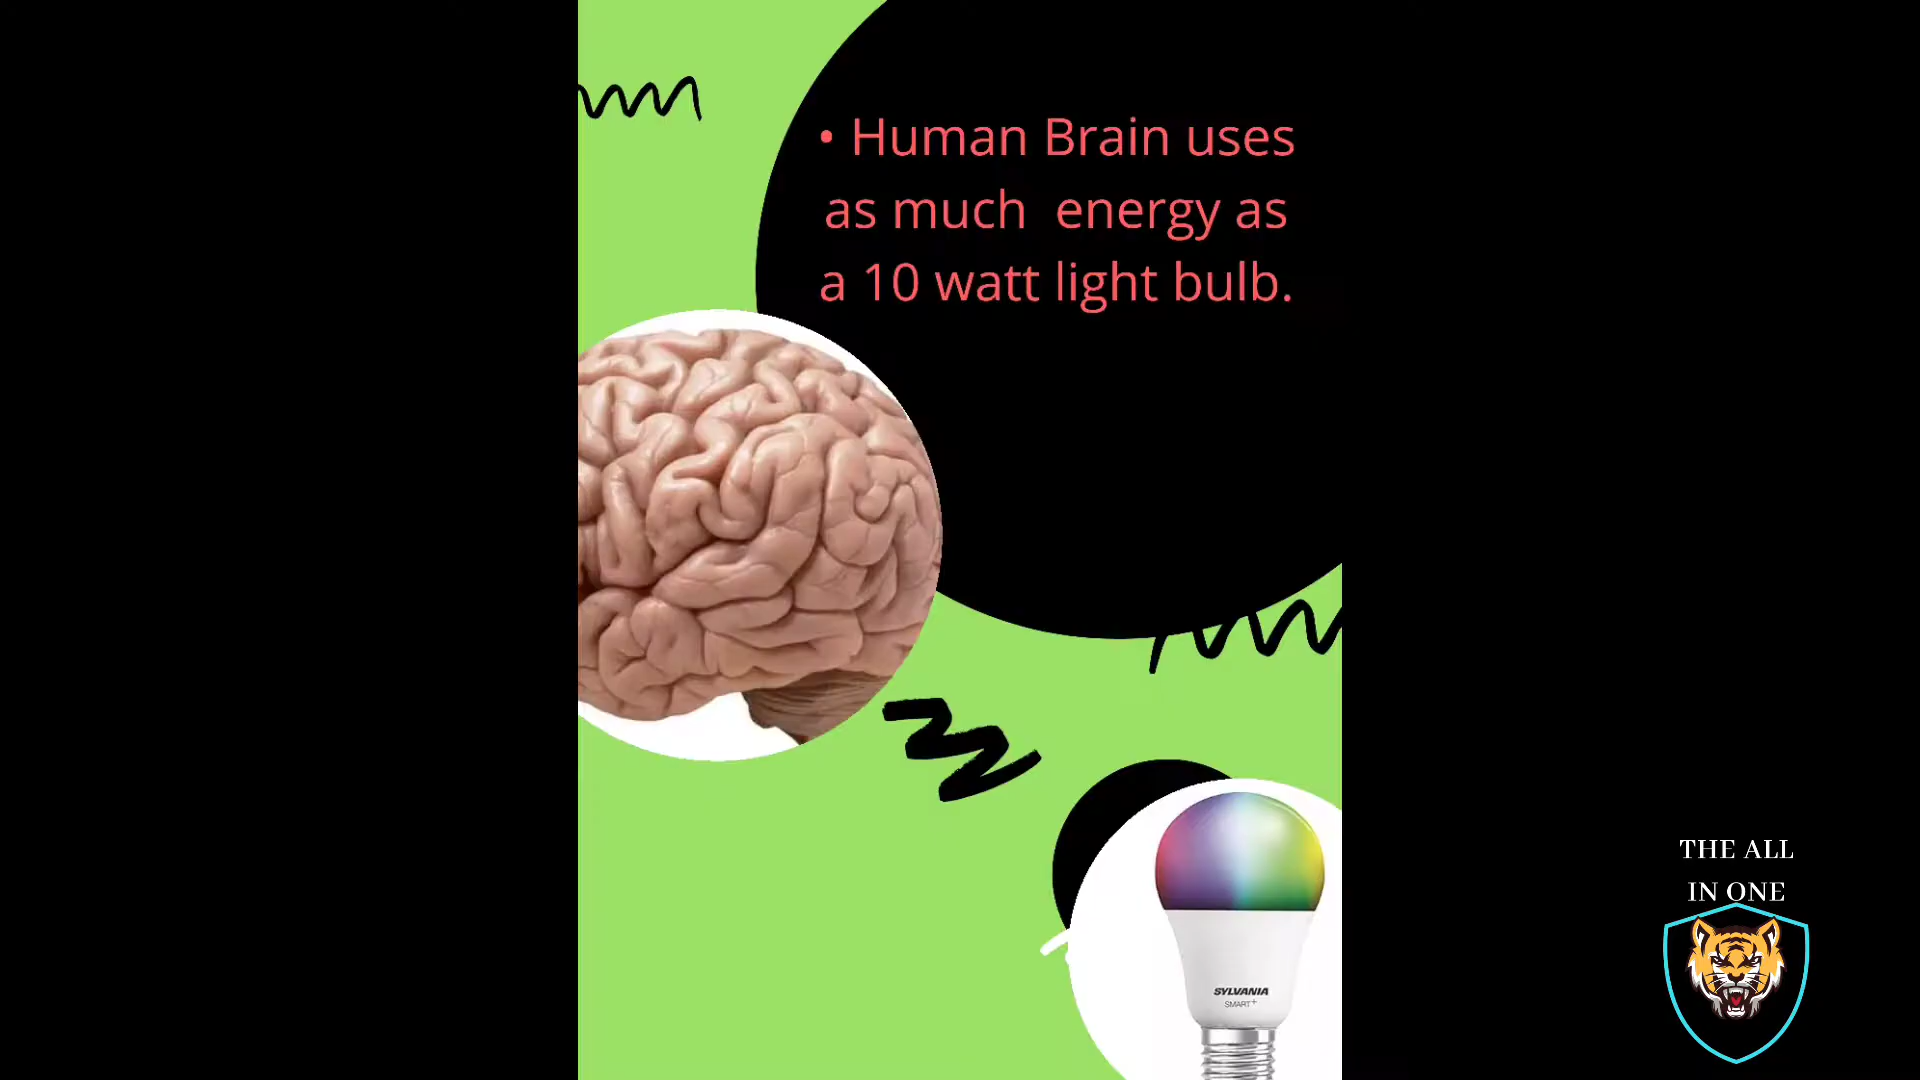 • Human Brain uses
as much  energy as
a 10 watt light bulb.
SYLVANIA
SMART+
THE ALL
IN ONE